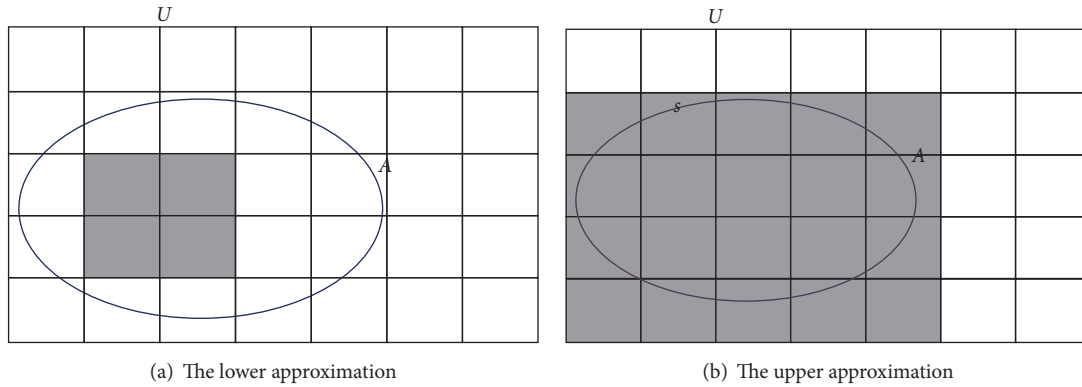 U
A
(a) The lower approximation
U
s
A
(b) The upper approximation